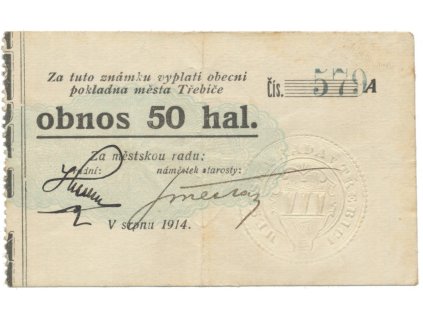 Za tuto známku vyplatí obecní
pokladna města Třebíče
Čís. 579 A
obnos 50 hal.
Za městskou radu:
radní: náměstek starosty:
V srpnu 1914.